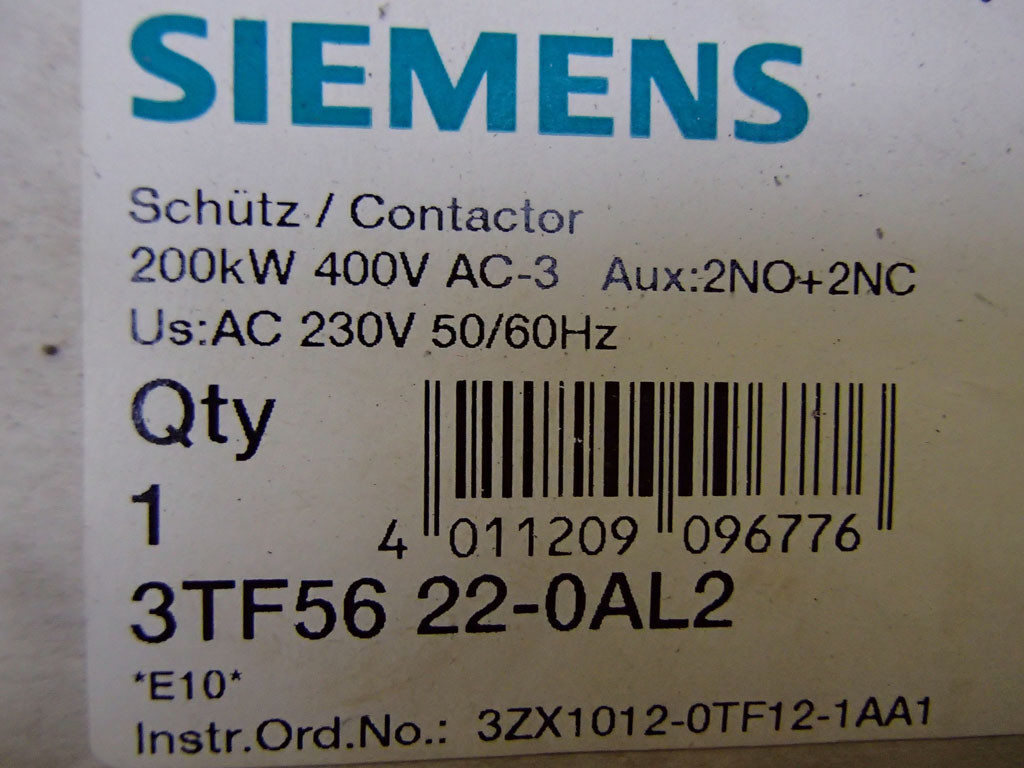 SIEMENS
Schütz / Contactor
200kW 400V AC-3 Aux:2NO+2NC
Us:AC 230V 50/60Hz
Qty
1
4 011209 096776
3TF56 22-0AL2
*E10*
Instr.Ord.No.: 3ZX1012-0TF12-1AA1